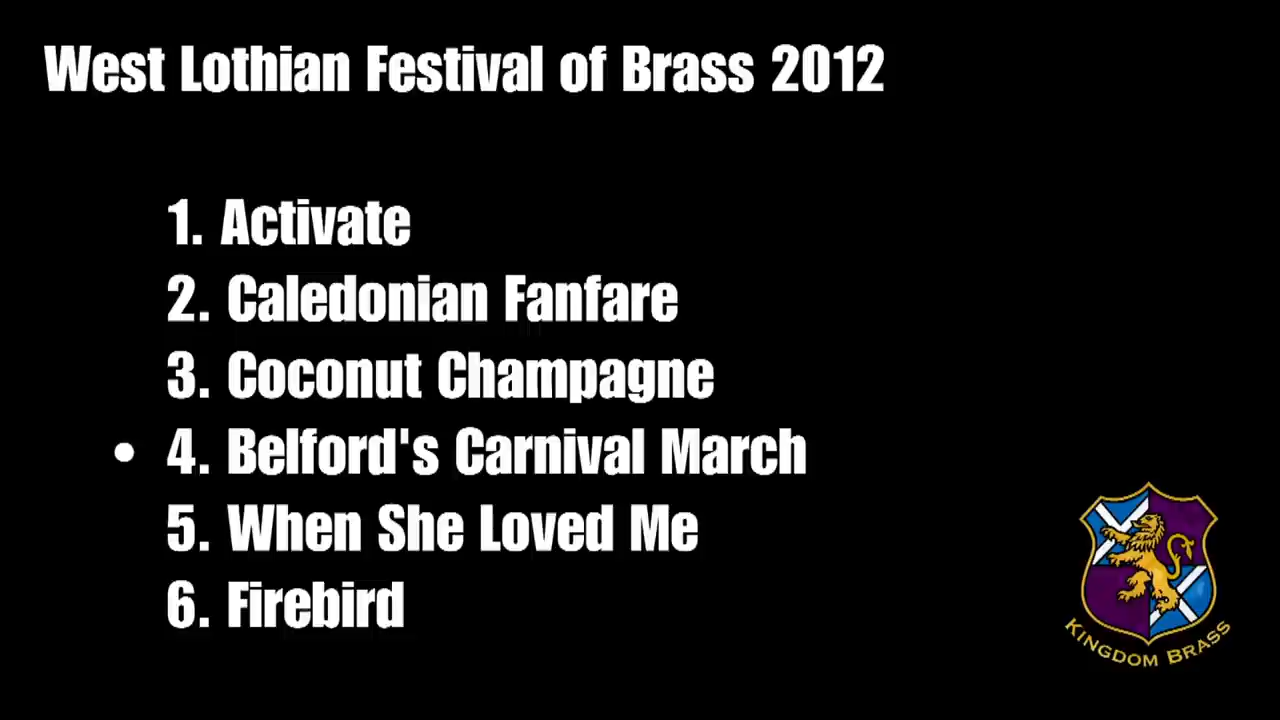 West Lothian Festival of Brass 2012
1. Activate
2. Caledonian Fanfare
3. Coconut Champagne
• 4. Belford's Carnival March
5. When She Loved Me
6. Firebird
KINGDOM BRASS